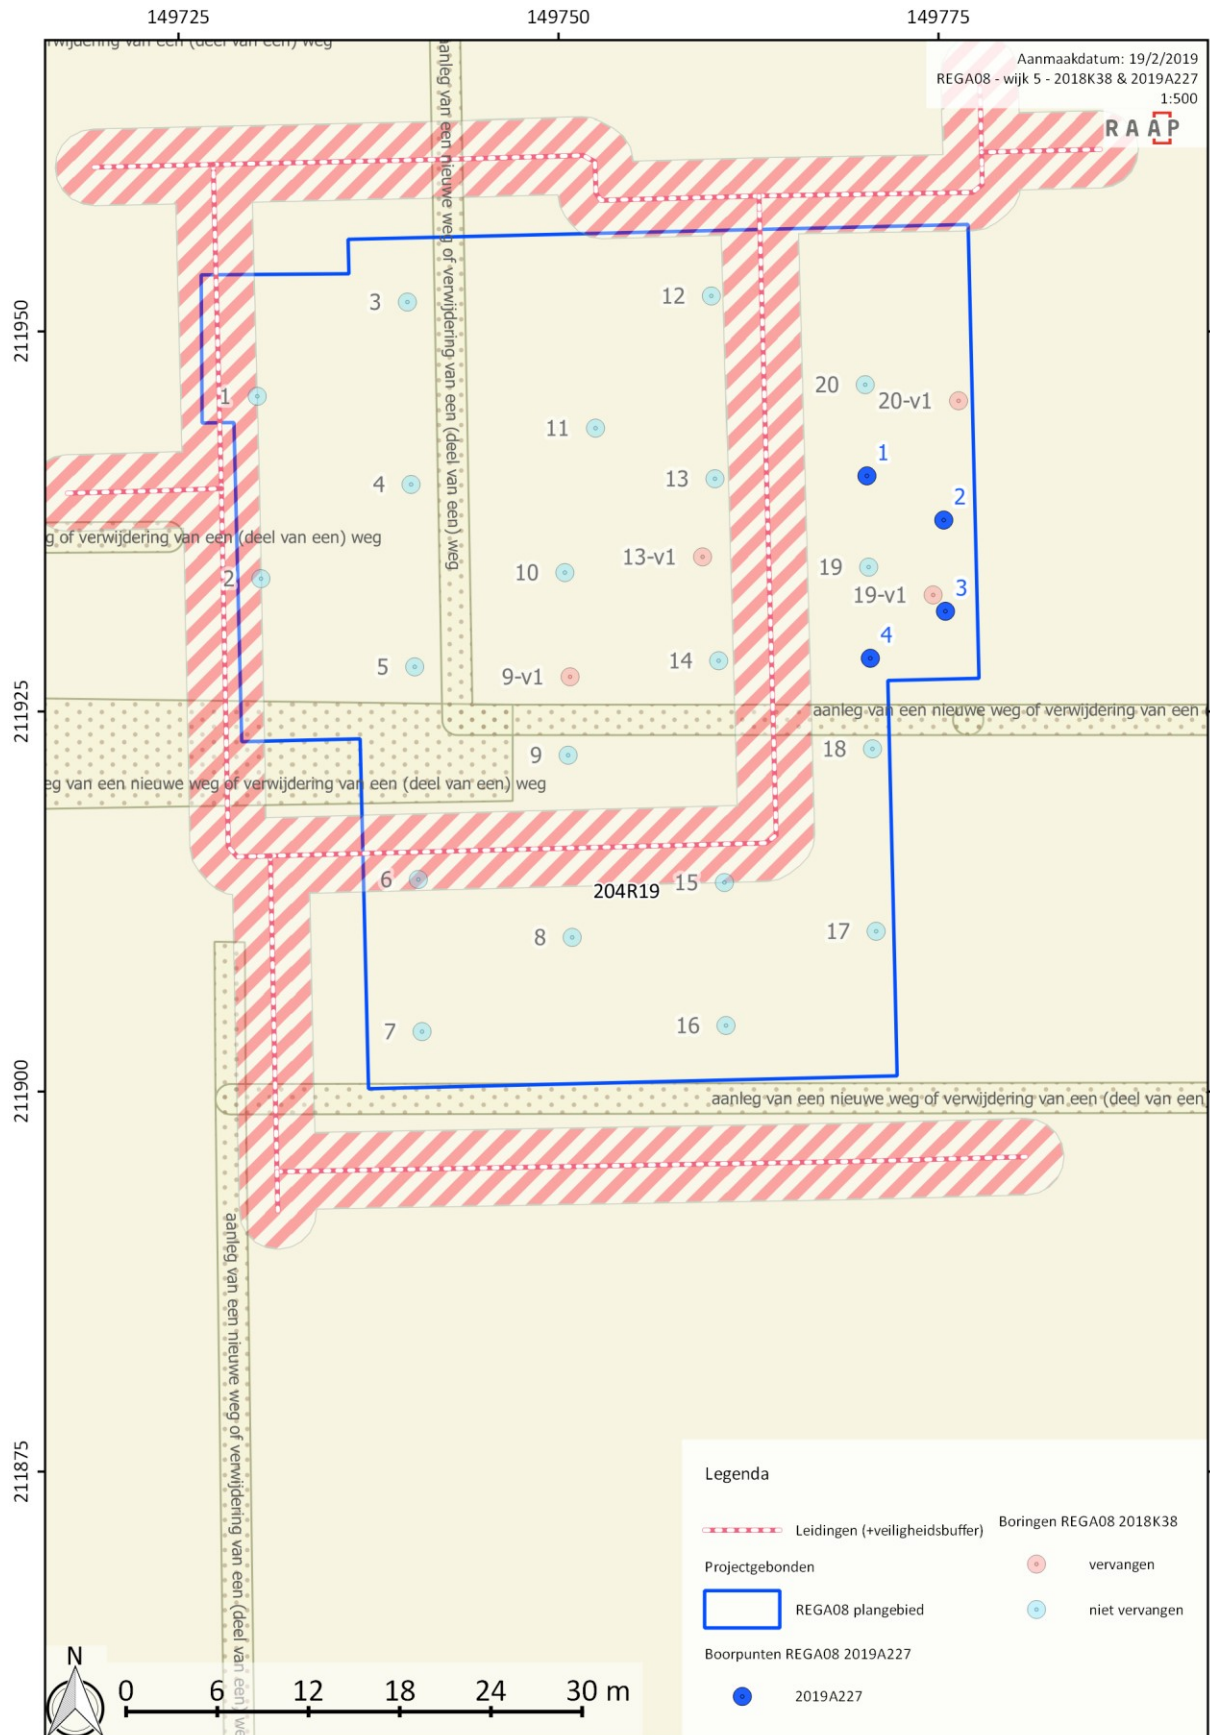 149725
149750
149775
Aanmaakdatum: 19/2/2019
REGA08 - wijk 5 - 2018K38 & 2019A227
1:500
RAAP
rwijdering van een (deel van een) weg
aanleg van een nieuwe weg of verwijdering van een (deel van een) weg
211950
3
12
1
20
20-v1
11
1
4
13
2
g of verwijdering van een (deel van een) weg
13-v1
10
19
2
19-v1
3
4
5
14
9-v1
211925
aanleg van een nieuwe weg of verwijdering van een
18
9
eg van een nieuwe weg of verwijdering van een (deel van een) weg
6
15
204R19
8
17
7
16
211900
aanleg van een nieuwe weg of verwijdering van een (deel van een
aanleg van een nieuwe weg of verwijdering van een (deel van een) we
211875
Legenda
Leidingen (+veiligheidsbuffer)
Projectgebonden
REGA08 plangebied
Boorpunten REGA08 2019A227
2019A227
Boringen REGA08 2018K38
vervangen
niet vervangen
N
0 6 12 18 24 30 m